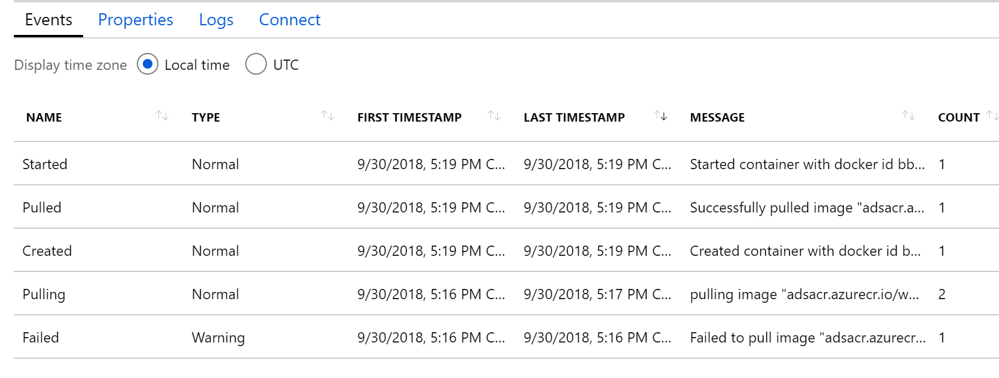 Events Properties Logs Connect
Display time zone Local time UTC
NAME TYPE FIRST TIMESTAMP LAST TIMESTAMP MESSAGE COUNT
Started Normal 9/30/2018, 5:19 PM C... 9/30/2018, 5:19 PM C... Started container with docker id bb... 1
Pulled Normal 9/30/2018, 5:19 PM C... 9/30/2018, 5:19 PM C... Successfully pulled image "adsacr.a... 1
Created Normal 9/30/2018, 5:19 PM C... 9/30/2018, 5:19 PM C... Created container with docker id b... 1
Pulling Normal 9/30/2018, 5:16 PM C... 9/30/2018, 5:17 PM C... pulling image "adsacr.azurecr.io/w... 2
Failed Warning 9/30/2018, 5:16 PM C... 9/30/2018, 5:16 PM C... Failed to pull image "adsacr.azurecr... 1